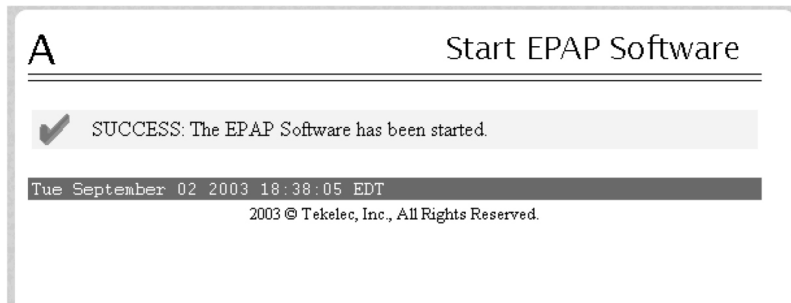 A Start EPAP Software
SUCCESS: The EPAP Software has been started.
Tue September 02 2003 18:38:05 EDT
2003 © Tekelec, Inc., All Rights Reserved.